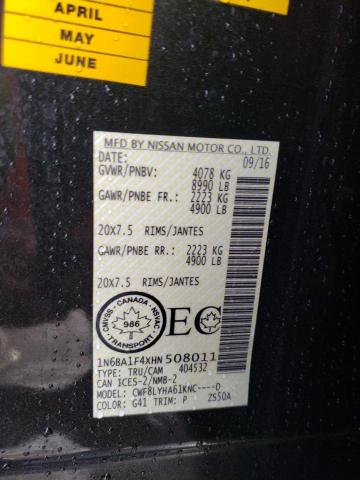 APRIL
MAY
JUNE
MFD BY NISSAN MOTOR CO., LTD.
DATE: 09/16
GVWR/PNBV: 4078 KG
8990 LB
GAWR/PNBE FR.: 2223 KG
4900 LB
20X7.5 RIMS/JANTES
GAWR/PNBE RR.: 2223 KG
4900 LB
20X7.5 RIMS/JANTES
CMVSS - CANADA - NSVAC
986
TRANSPORT
EC
1N6BA1F4XHN508011
TYPE: TRU/CAM 404532
CAN ICES-2/NMB-2
MODEL: CWF8LYHA61KNC----D
COLOR: G41 TRIM: P ZS50A